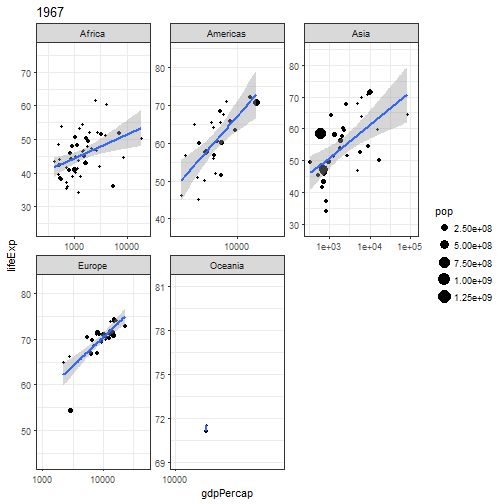 1967
Africa
Americas
Asia
70
60
50
40
30
80
70
60
50
40
80
70
60
50
40
30
1000
10000
10000
1e+03
1e+04
1e+05
lifeExp
pop
2.50e+08
5.00e+08
7.50e+08
1.00e+09
1.25e+09
Europe
Oceania
80
70
60
50
81
78
75
72
69
1000
10000
10000
gdpPercap